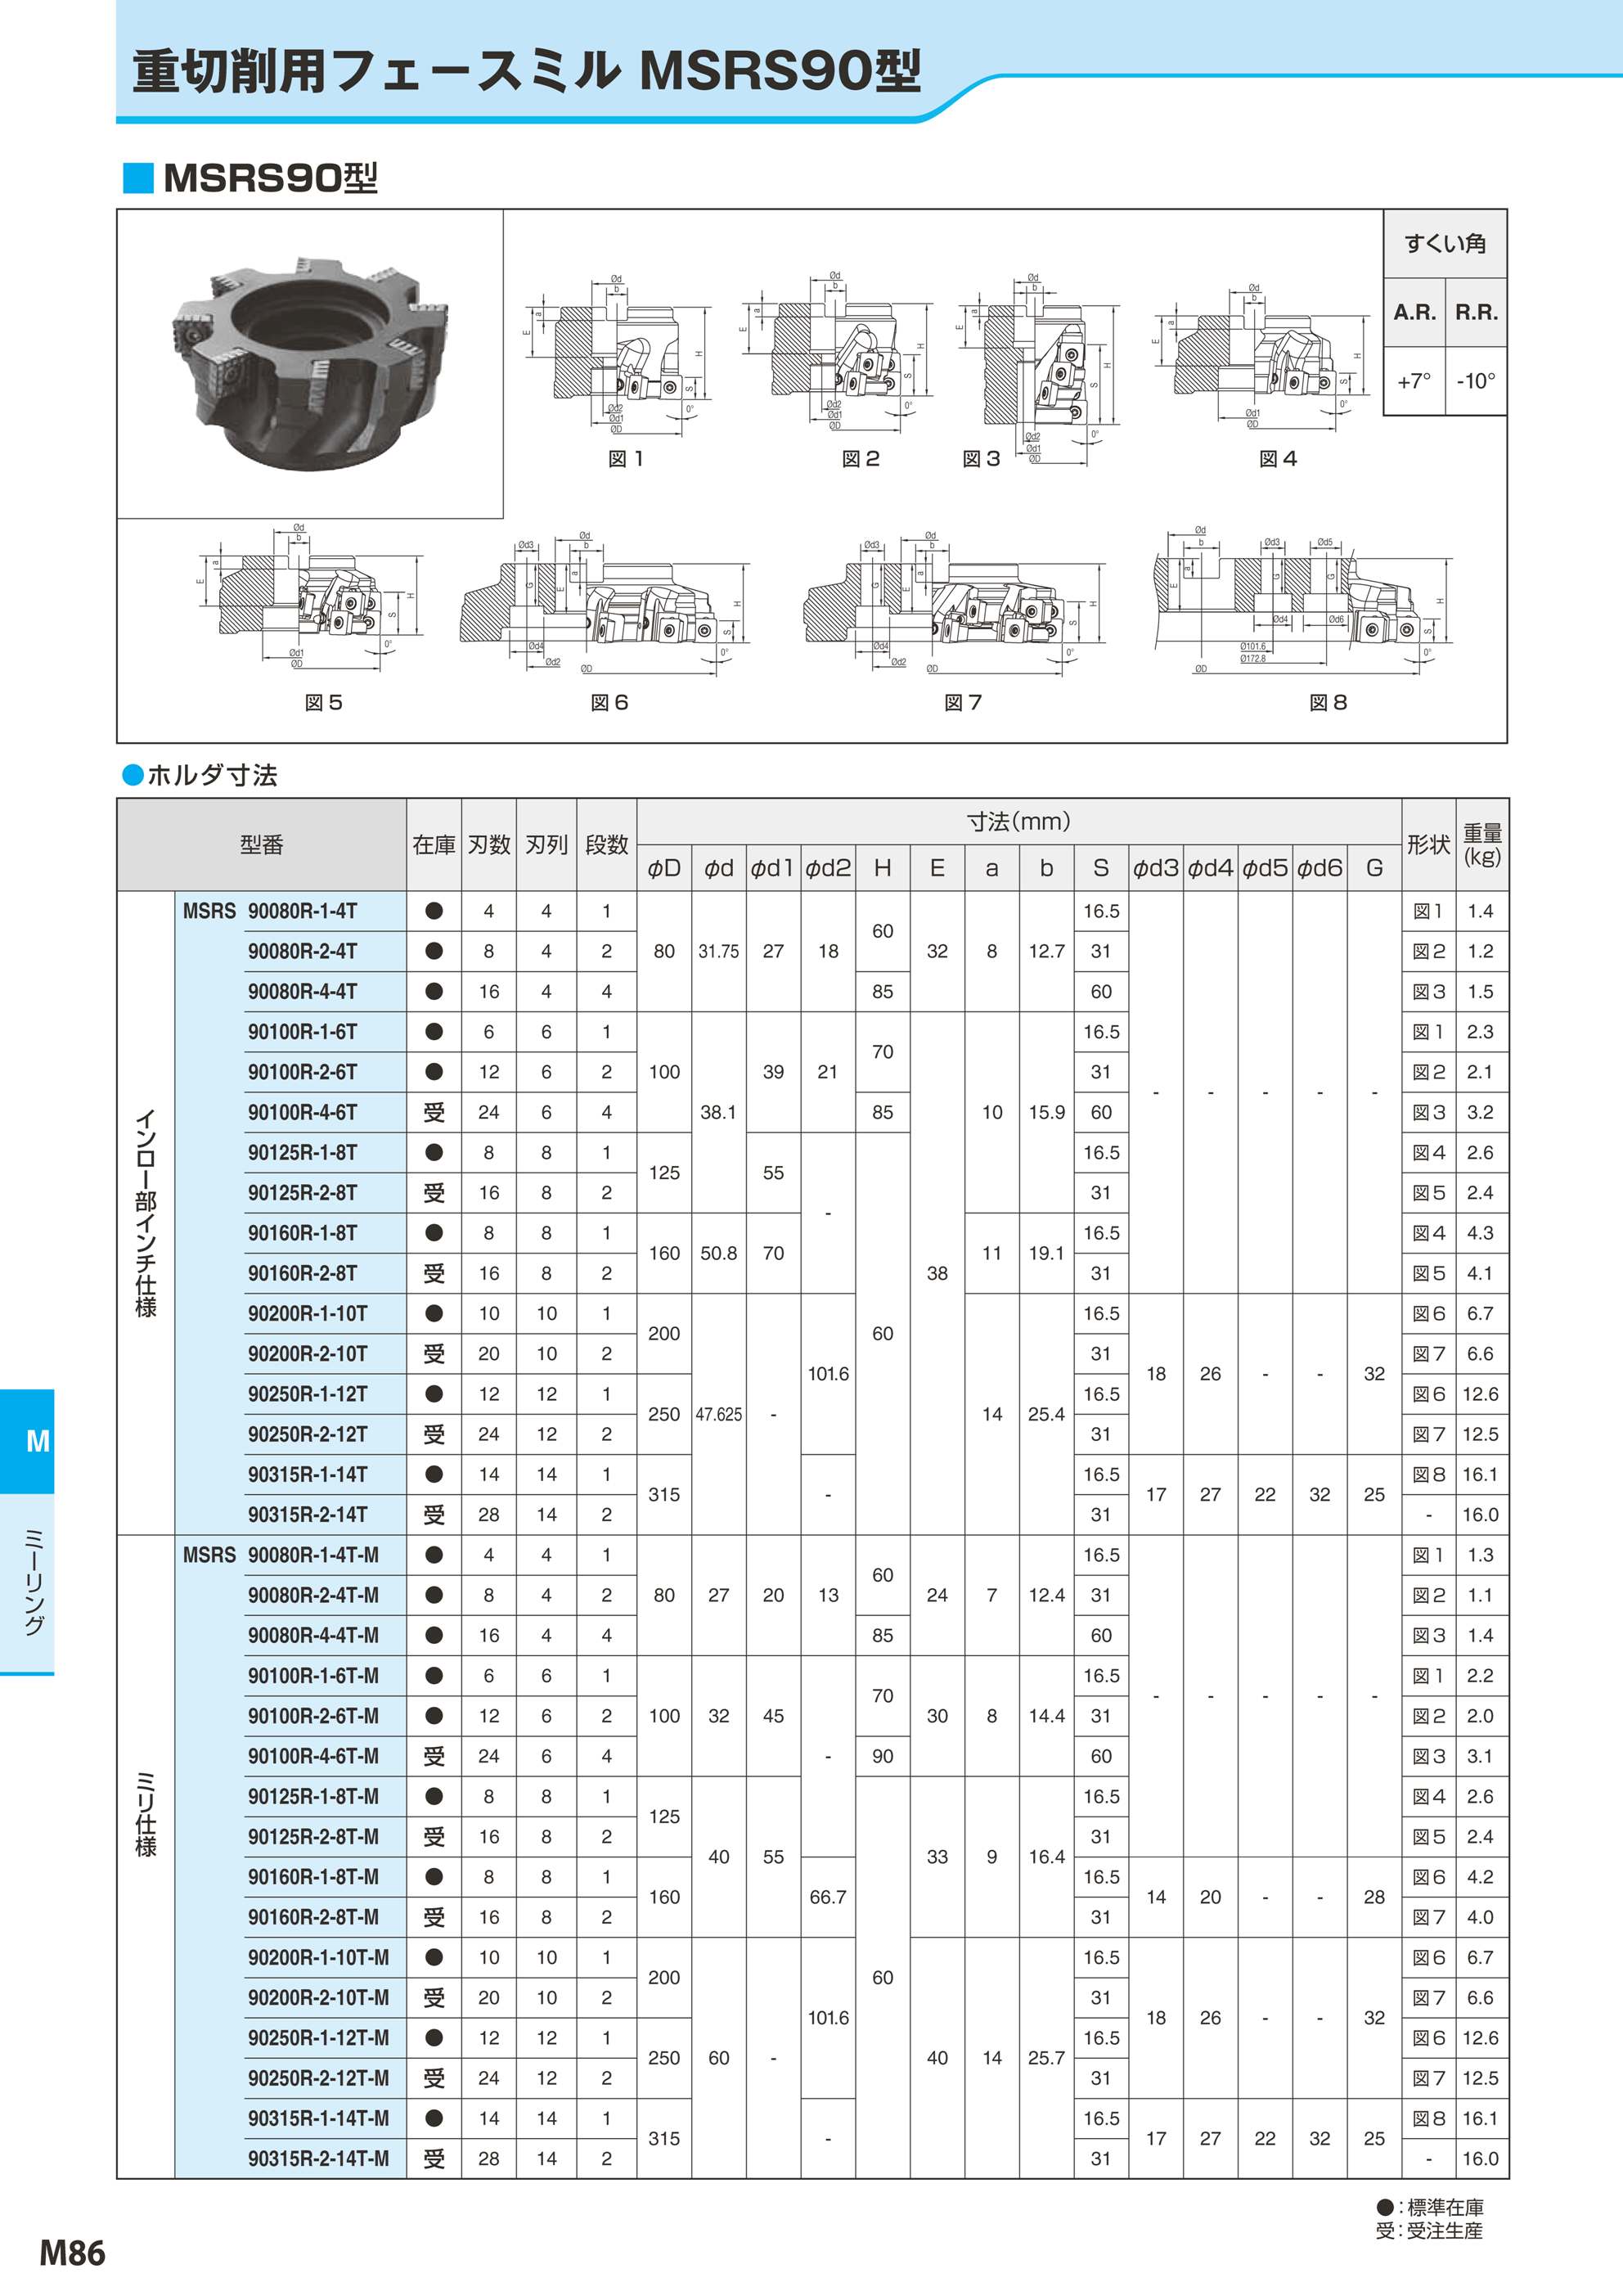 重切削用フェースミル MSRS90型
■MSRS90型
すくい角
A.R. R.R.
+7° -10°
図1 図2 図3 図4
図5 図6 図7 図8
●ホルダ寸法
型番 在庫 刃数 刃列 段数 寸法(mm) 形状 重量(kg)
φD φd φd1 φd2 H E a b S φd3 φd4 φd5 φd6 G
インロー部インチ仕様
MSRS 90080R-1-4T ● 4 4 1 80 31.75 27 18 60 32 8 12.7 16.5 - - - - - 図1 1.4
90080R-2-4T ● 8 4 2 31 図2 1.2
90080R-4-4T ● 16 4 4 85 60 図3 1.5
90100R-1-6T ● 6 6 1 100 38.1 39 21 70 38 10 15.9 16.5 図1 2.3
90100R-2-6T ● 12 6 2 31 図2 2.1
90100R-4-6T 受 24 6 4 85 60 図3 3.2
90125R-1-8T ● 8 8 1 125 55 - 60 16.5 図4 2.6
90125R-2-8T 受 16 8 2 31 図5 2.4
90160R-1-8T ● 8 8 1 160 50.8 70 11 19.1 16.5 図4 4.3
90160R-2-8T 受 16 8 2 31 図5 4.1
90200R-1-10T ● 10 10 1 200 47.625 - 101.6 14 25.4 16.5 18 26 - - 32 図6 6.7
90200R-2-10T 受 20 10 2 31 図7 6.6
90250R-1-12T ● 12 12 1 250 16.5 図6 12.6
90250R-2-12T 受 24 12 2 31 図7 12.5
90315R-1-14T ● 14 14 1 315 - 16.5 17 27 22 32 25 図8 16.1
90315R-2-14T 受 28 14 2 31 - 16.0
ミリ仕様
MSRS 90080R-1-4T-M ● 4 4 1 80 27 20 13 60 24 7 12.4 16.5 - - - - - 図1 1.3
90080R-2-4T-M ● 8 4 2 31 図2 1.1
90080R-4-4T-M ● 16 4 4 85 60 図3 1.4
90100R-1-6T-M ● 6 6 1 100 32 45 - 70 30 8 14.4 16.5 図1 2.2
90100R-2-6T-M ● 12 6 2 31 図2 2.0
90100R-4-6T-M 受 24 6 4 90 60 図3 3.1
90125R-1-8T-M ● 8 8 1 125 40 55 60 33 9 16.4 16.5 図4 2.6
90125R-2-8T-M 受 16 8 2 31 図5 2.4
90160R-1-8T-M ● 8 8 1 160 66.7 16.5 14 20 - - 28 図6 4.2
90160R-2-8T-M 受 16 8 2 31 図7 4.0
90200R-1-10T-M ● 10 10 1 200 60 - 101.6 40 14 25.7 16.5 18 26 - - 32 図6 6.7
90200R-2-10T-M 受 20 10 2 31 図7 6.6
90250R-1-12T-M ● 12 12 1 250 16.5 図6 12.6
90250R-2-12T-M 受 24 12 2 31 図7 12.5
90315R-1-14T-M ● 14 14 1 315 - 16.5 17 27 22 32 25 図8 16.1
90315R-2-14T-M 受 28 14 2 31 - 16.0
●:標準在庫
受:受注生産
M
ミーリング
M86